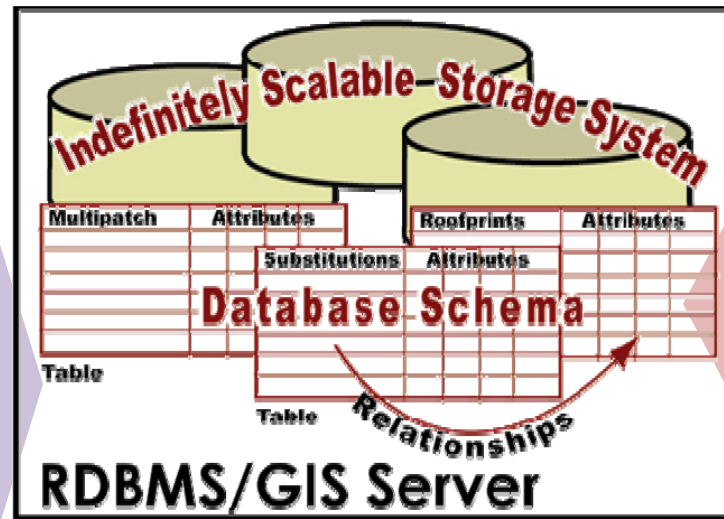 Indefinitely Scalable Storage System
Multipatch Attributes
Roofprints Attributes
Substitutions Attributes
Database Schema
Table
Table
Relationships
RDBMS/GIS Server